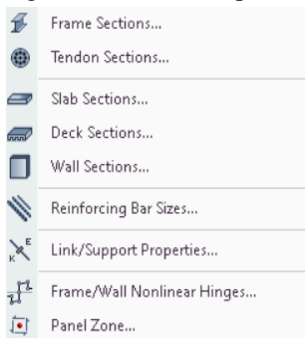 Frame Sections...
Tendon Sections...
Slab Sections...
Deck Sections...
Wall Sections...
Reinforcing Bar Sizes...
E
K
Link/Support Properties...
Frame/Wall Nonlinear Hinges...
Panel Zone...